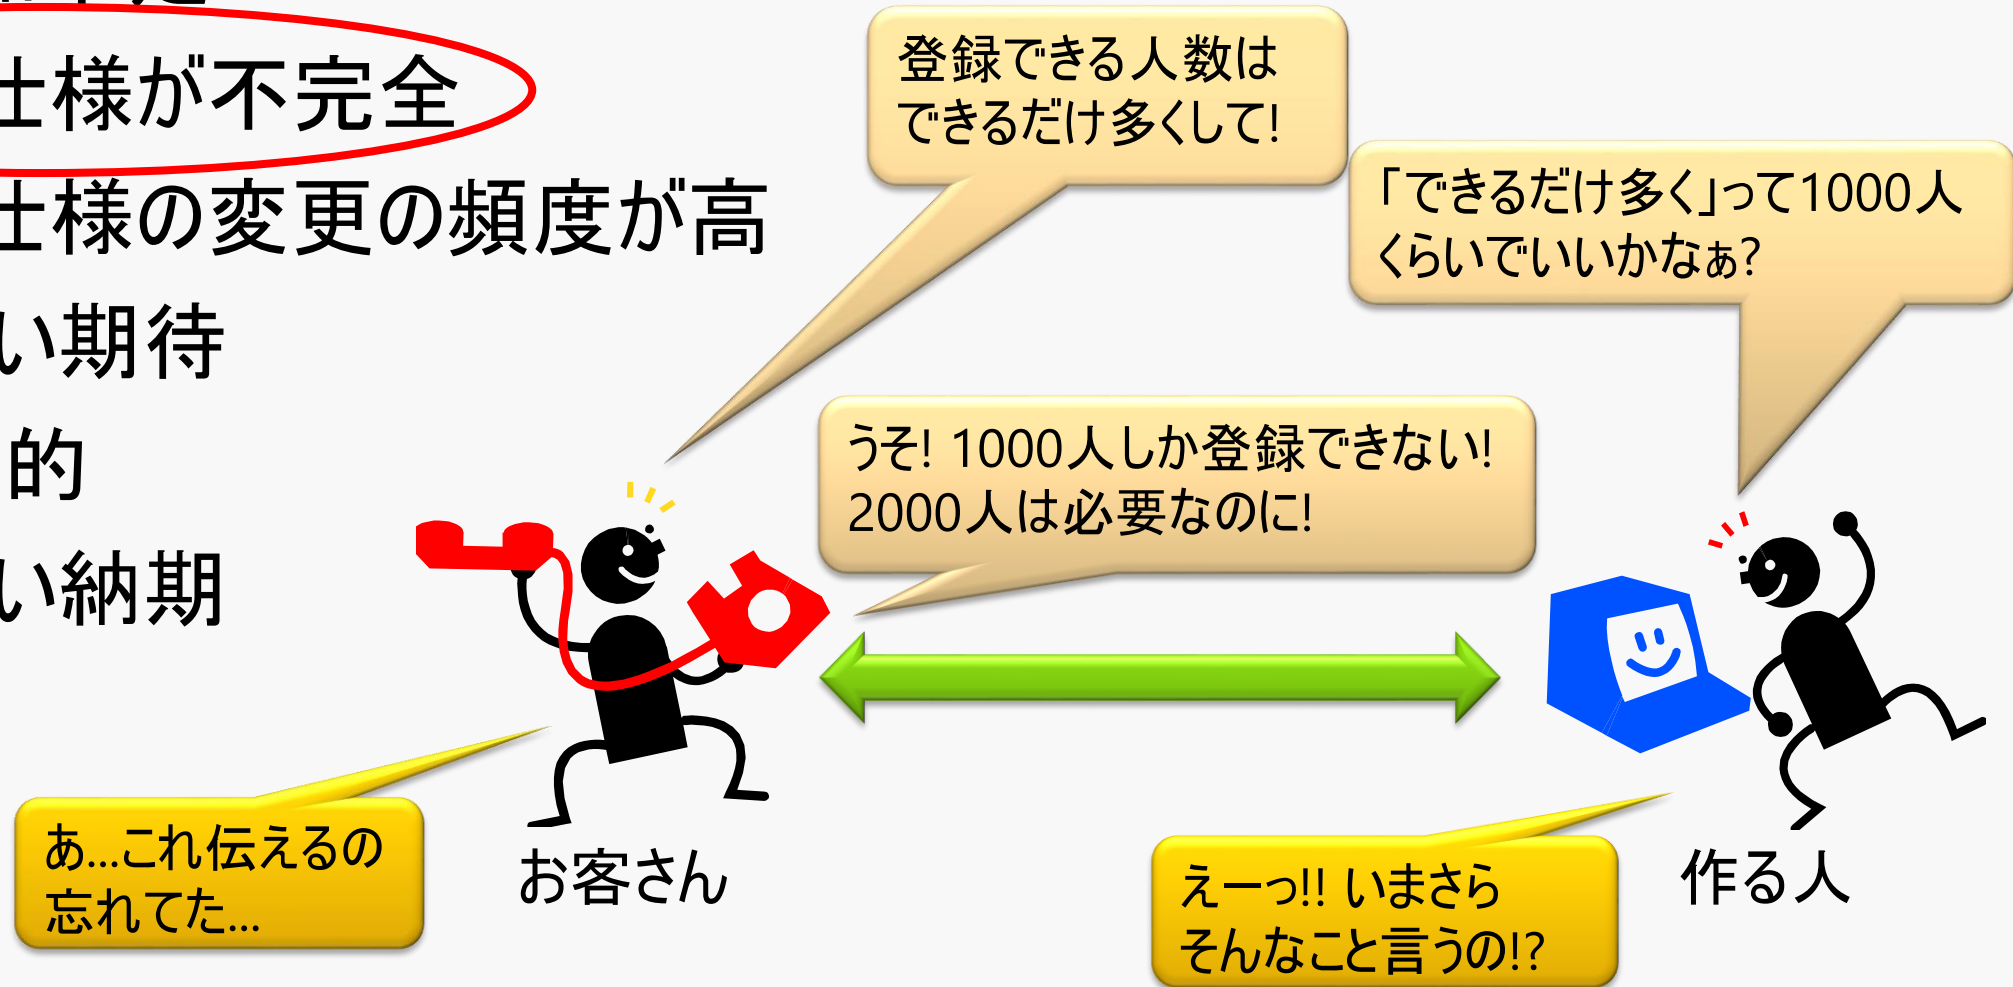 仕様が不完全
仕様の変更の頻度が高
い期待
的
い納期
登録できる人数は
できるだけ多くして!
「できるだけ多く」って1000人
くらいでいいかなぁ?
うそ! 1000人しか登録できない!
2000人は必要なのに!
あ...これ伝えるの
忘れてた...
お客さん
えーっ!! いまさら
そんなこと言うの!?
作る人